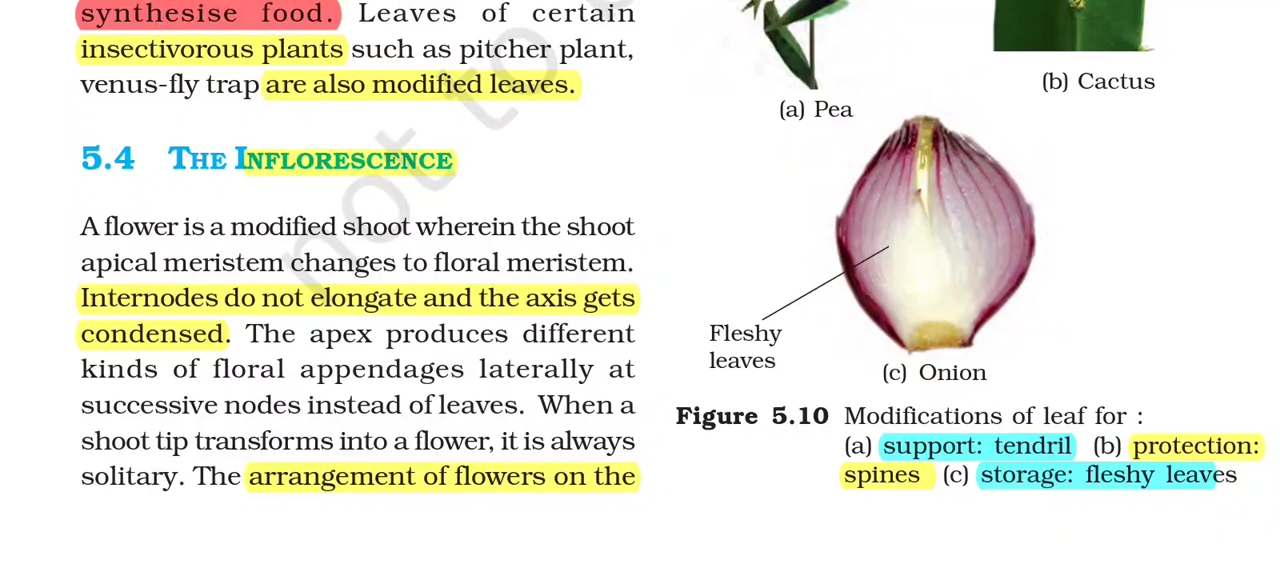 synthesise food. Leaves of certain
insectivorous plants such as pitcher plant,
venus-fly trap are also modified leaves.
5.4 THE INFLORESCENCE
A flower is a modified shoot wherein the shoot
apical meristem changes to floral meristem.
Internodes do not elongate and the axis gets
condensed. The apex produces different
kinds of floral appendages laterally at
successive nodes instead of leaves. When a
shoot tip transforms into a flower, it is always
solitary. The arrangement of flowers on the
(a) Pea
(b) Cactus
Fleshy
leaves
(c) Onion
Figure 5.10 Modifications of leaf for :
(a) support: tendril (b) protection:
spines (c) storage: fleshy leaves
not to